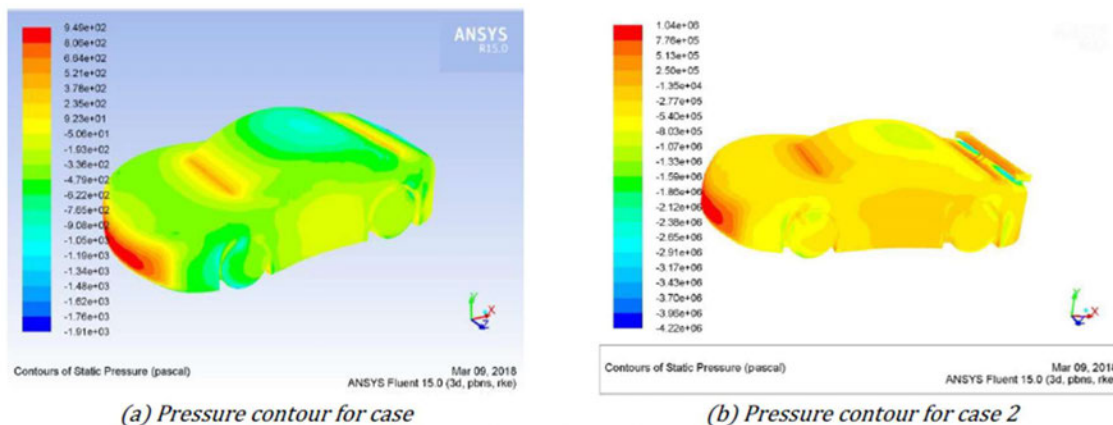 9.49e+02
8.06e+02
6.64e+02
5.21e+02
3.78e+02
2.35e+02
9.23e+01
-5.06e+01
-1.93e+02
-3.36e+02
-4.79e+02
-6.22e+02
-7.65e+02
-9.08e+02
-1.05e+03
-1.19e+03
-1.34e+03
-1.48e+03
-1.62e+03
-1.76e+03
-1.91e+03
ANSYS
R15.0
Y
X
Z
Contours of Static Pressure (pascal)
Mar 09, 2018
ANSYS Fluent 15.0 (3d, pbns, rke)
(a) Pressure contour for case
1.04e+06
7.76e+05
5.13e+05
2.50e+05
-1.35e+04
-2.77e+05
-5.40e+05
-8.03e+05
-1.07e+06
-1.33e+06
-1.59e+06
-1.86e+06
-2.12e+06
-2.38e+06
-2.65e+06
-2.91e+06
-3.17e+06
-3.43e+06
-3.70e+06
-3.96e+06
-4.22e+06
Y
X
Z
Contours of Static Pressure (pascal)
Mar 09, 2018
ANSYS Fluent 15.0 (3d, pbns, rke)
(b) Pressure contour for case 2